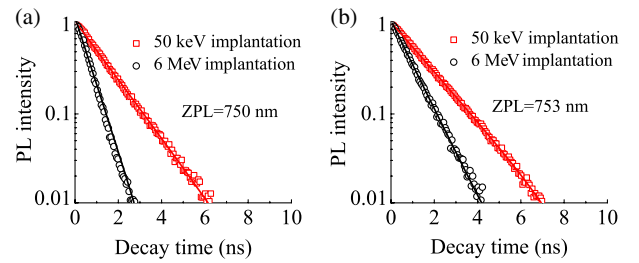 (a)
50 keV implantation
6 MeV implantation
ZPL=750 nm
PL intensity
1
0.1
0.01
0 2 4 6 8 10
Decay time (ns)
(b)
50 keV implantation
6 MeV implantation
ZPL=753 nm
PL intensity
1
0.1
0.01
0 2 4 6 8 10
Decay time (ns)